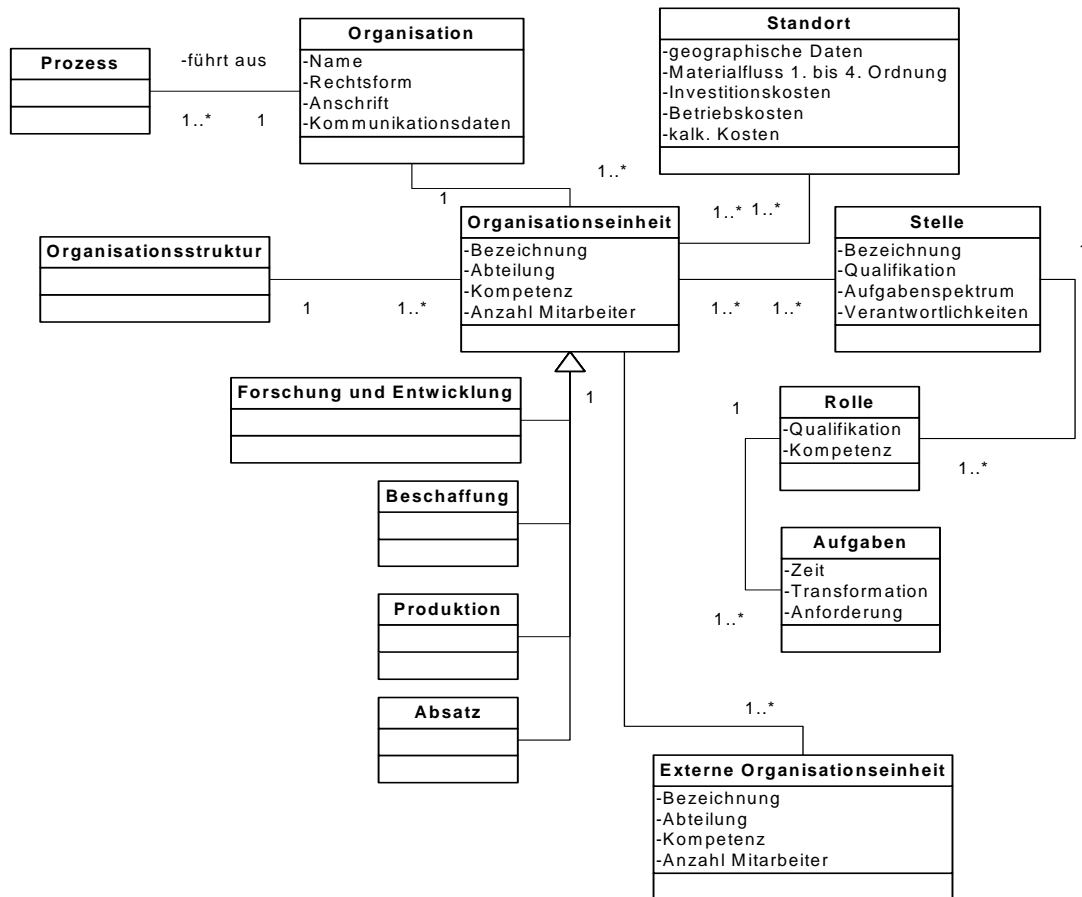 Prozess
-führt aus
1..*
1
Organisation
-Name
-Rechtsform
-Anschrift
-Kommunikationsdaten
1
1..*
Standort
-geographische Daten
-Materialfluss 1. bis 4. Ordnung
-Investitionskosten
-Betriebskosten
-kalk. Kosten
1..*
1..*
Organisationsstruktur
1
1..*
Organisationseinheit
-Bezeichnung
-Abteilung
-Kompetenz
-Anzahl Mitarbeiter
1..*
1..*
Stelle
-Bezeichnung
-Qualifikation
-Aufgabenspektrum
-Verantwortlichkeiten
1
1
Forschung und Entwicklung
Beschaffung
Produktion
Absatz
1
Rolle
-Qualifikation
-Kompetenz
1..*
Aufgaben
-Zeit
-Transformation
-Anforderung
1..*
1..*
Externe Organisationseinheit
-Bezeichnung
-Abteilung
-Kompetenz
-Anzahl Mitarbeiter